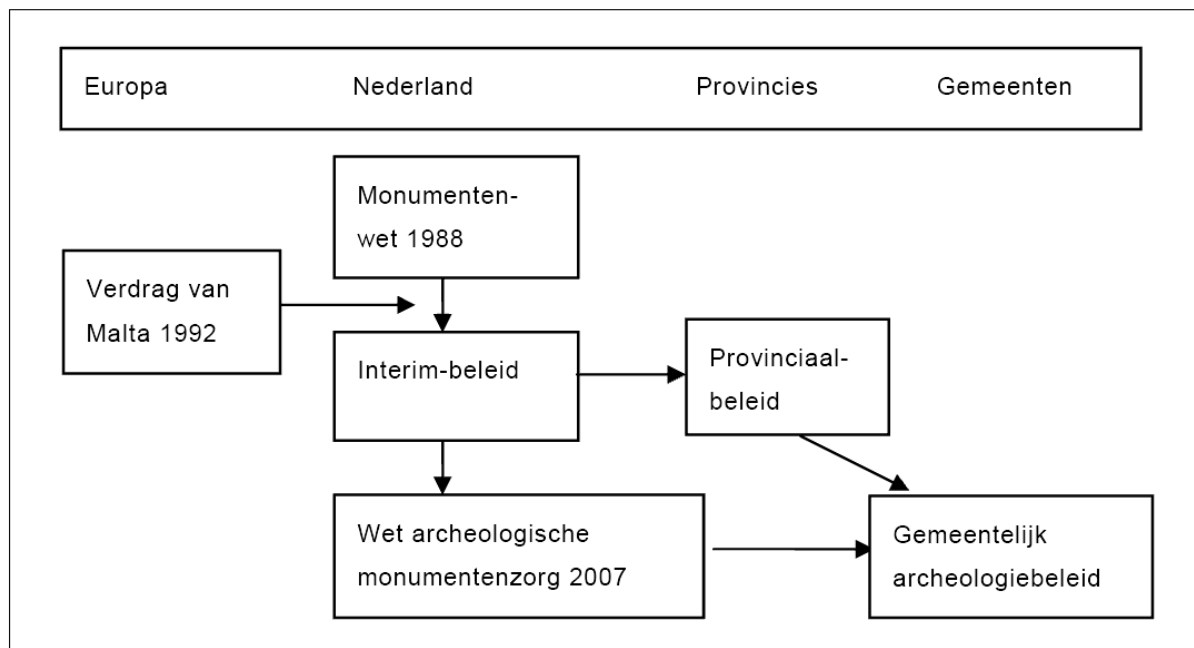 Europa Nederland Provincies Gemeenten
Monumenten-
wet 1988
Verdrag van
Malta 1992
Interim-beleid
Provinciaal-
beleid
Wet archeologische
monumentenzorg 2007
Gemeentelijk
archeologiebeleid